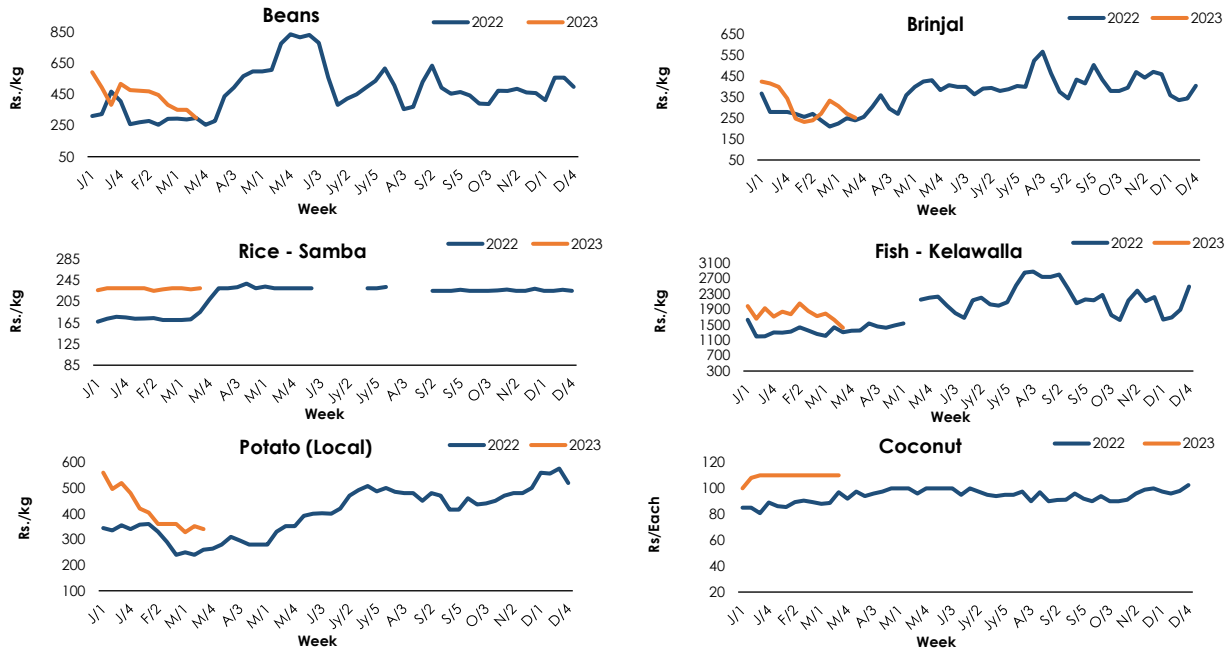 Beans
2022
2023
Rs./kg
850
650
450
250
50
J/1
J/4
F/2
M/1
M/4
A/3
M/1
M/4
J/3
Jy/2
Jy/5
A/3
S/2
S/5
O/3
N/2
D/1
D/4
Week
Brinjal
2022
2023
Rs./kg
650
550
450
350
250
150
50
J/1
J/4
F/2
M/1
M/4
A/3
M/1
M/4
J/3
Jy/2
Jy/5
A/3
S/2
S/5
O/3
N/2
D/1
D/4
Week
Rice - Samba
2022
2023
Rs./kg
285
245
205
165
125
85
J/1
J/4
F/2
M/1
M/4
A/3
M/1
M/4
J/3
Jy/2
Jy/5
A/3
S/2
S/5
O/3
N/2
D/1
D/4
Week
Fish - Kelawalla
2022
2023
Rs./kg
3100
2700
2300
1900
1500
1100
700
300
J/1
J/4
F/2
M/1
M/4
A/3
M/1
M/4
J/3
Jy/2
Jy/5
A/3
S/2
S/5
O/3
N/2
D/1
D/4
Week
Potato (Local)
2022
2023
Rs./kg
600
500
400
300
200
100
J/1
J/4
F/2
M/1
M/4
A/3
M/1
M/4
J/3
Jy/2
Jy/5
A/3
S/2
S/5
O/3
N/2
D/1
D/4
Week
Coconut
2022
2023
Rs/Each
120
100
80
60
40
20
J/1
J/4
F/2
M/1
M/4
A/3
M/1
M/4
J/3
Jy/2
Jy/5
A/3
S/2
S/5
O/3
N/2
D/1
D/4
Week